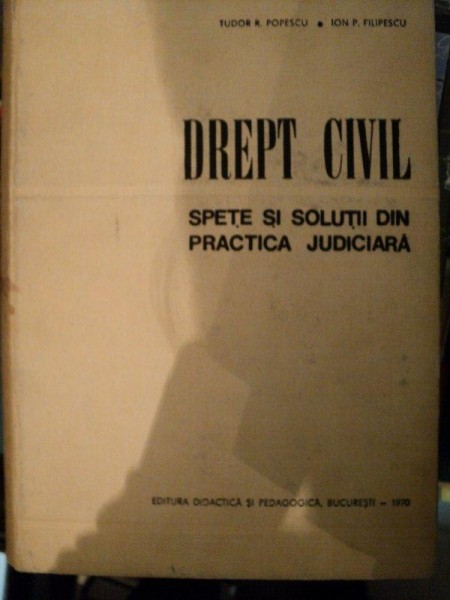 TUDOR R. POPESCU • ION P. FILIPESCU
DREPT CIVIL
SPEȚE ȘI SOLUȚII DIN
PRACTICA JUDICIARĂ
EDITURA DIDACTICĂ ȘI PEDAGOGICĂ, BUCUREȘTI – 1970